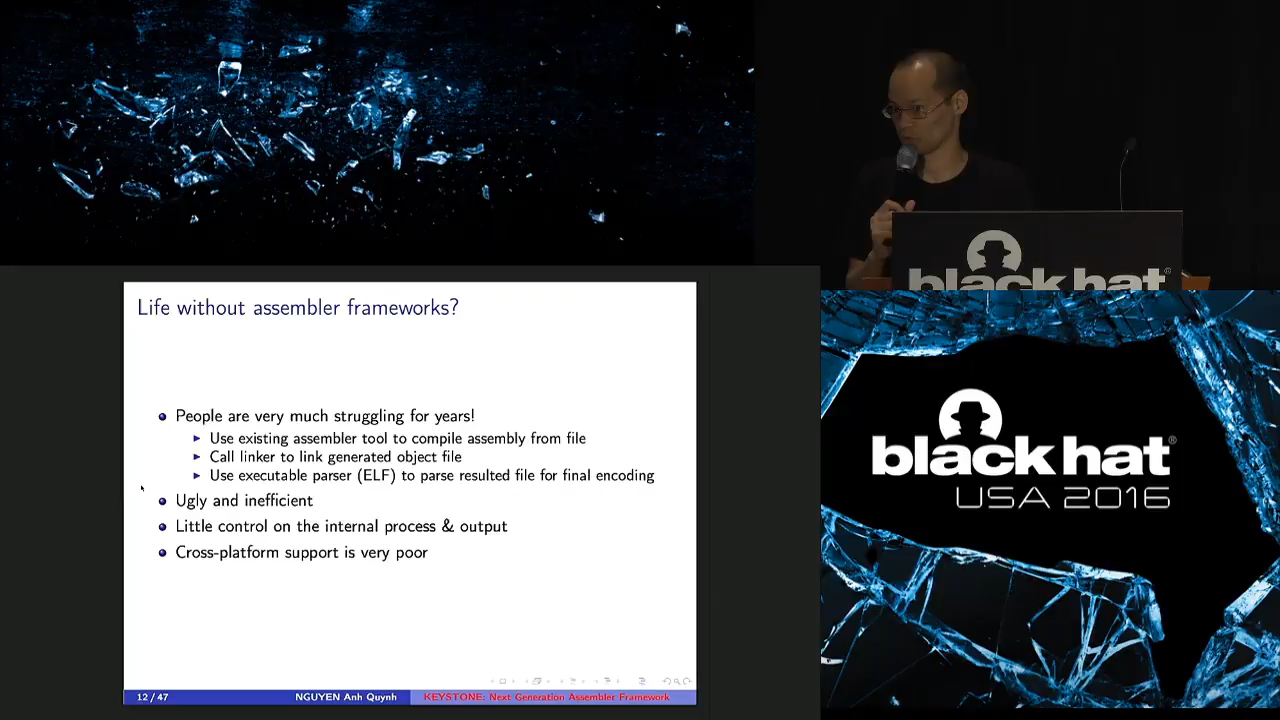 black hat®
Life without assembler frameworks?
People are very much struggling for years!
Use existing assembler tool to compile assembly from file
Call linker to link generated object file
Use executable parser (ELF) to parse resulted file for final encoding
Ugly and inefficient
Little control on the internal process & output
Cross-platform support is very poor
12 / 47
NGUYEN Anh Quynh
KEYSTONE: Next Generation Assembler Framework
black hat®
USA 2016